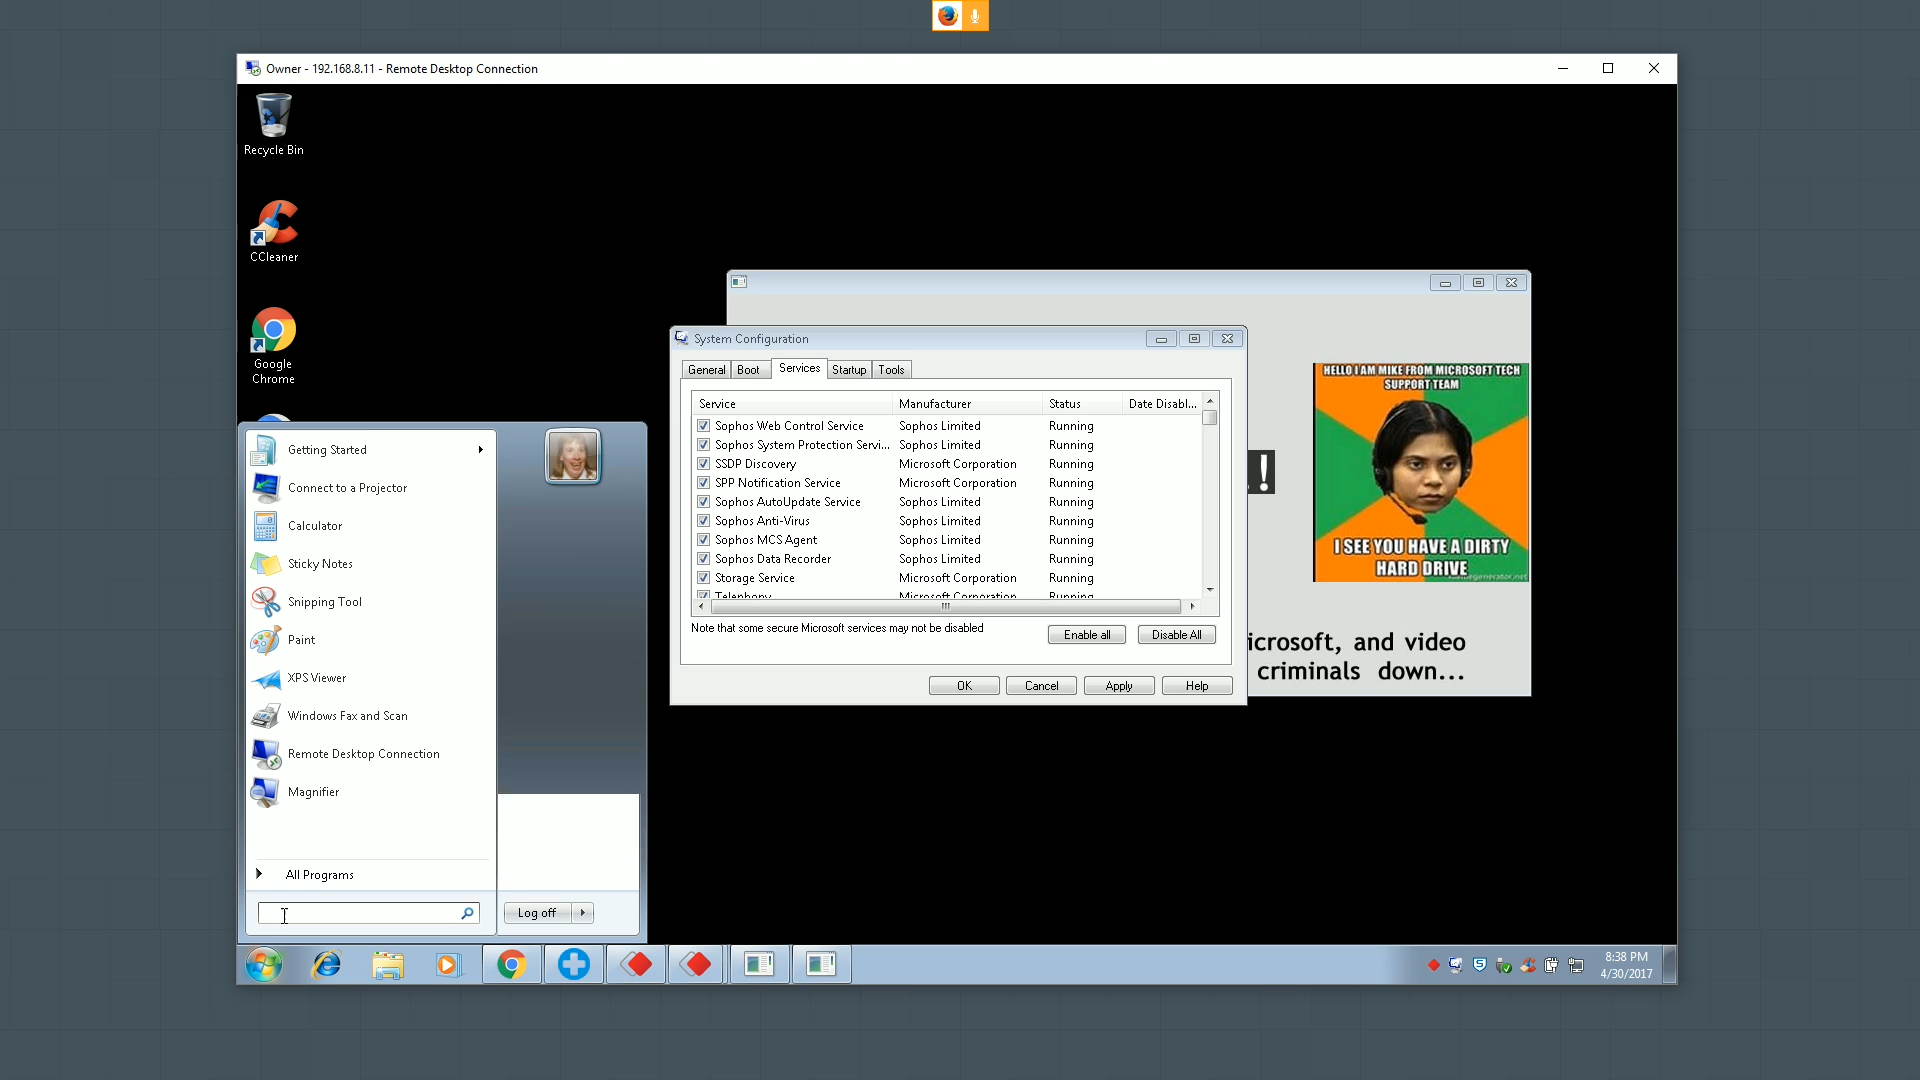 Owner - 192.168.8.11 - Remote Desktop Connection
Recycle Bin
CCleaner
Google
Chrome
Getting Started
Connect to a Projector
Calculator
Sticky Notes
Snipping Tool
Paint
XPS Viewer
Windows Fax and Scan
Remote Desktop Connection
Magnifier
All Programs
Log off
System Configuration
General Boot Services Startup Tools
Service Manufacturer Status Date Disabl...
Sophos Web Control Service Sophos Limited Running
Sophos System Protection Servi... Sophos Limited Running
SSDP Discovery Microsoft Corporation Running
SPP Notification Service Microsoft Corporation Running
Sophos AutoUpdate Service Sophos Limited Running
Sophos Anti-Virus Sophos Limited Running
Sophos MCS Agent Sophos Limited Running
Sophos Data Recorder Sophos Limited Running
Storage Service Microsoft Corporation Running
Telephony Microsoft Corporation Running
Note that some secure Microsoft services may not be disabled
Enable all Disable All
OK Cancel Apply Help
!
HELLO I AM MIKE FROM MICROSOFT TECH
SUPPORT TEAM
I SEE YOU HAVE A DIRTY
HARD DRIVE
memegenerator.net
icrosoft, and video
criminals down...
8:38 PM
4/30/2017